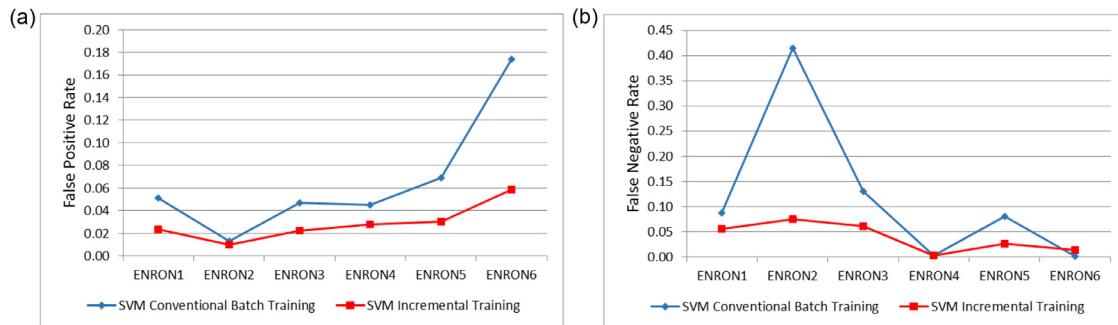 (a)
False Positive Rate
0.20
0.18
0.16
0.14
0.12
0.10
0.08
0.06
0.04
0.02
0.00
ENRON1 ENRON2 ENRON3 ENRON4 ENRON5 ENRON6
SVM Conventional Batch Training SVM Incremental Training
(b)
False Negative Rate
0.45
0.40
0.35
0.30
0.25
0.20
0.15
0.10
0.05
0.00
ENRON1 ENRON2 ENRON3 ENRON4 ENRON5 ENRON6
SVM Conventional Batch Training SVM Incremental Training